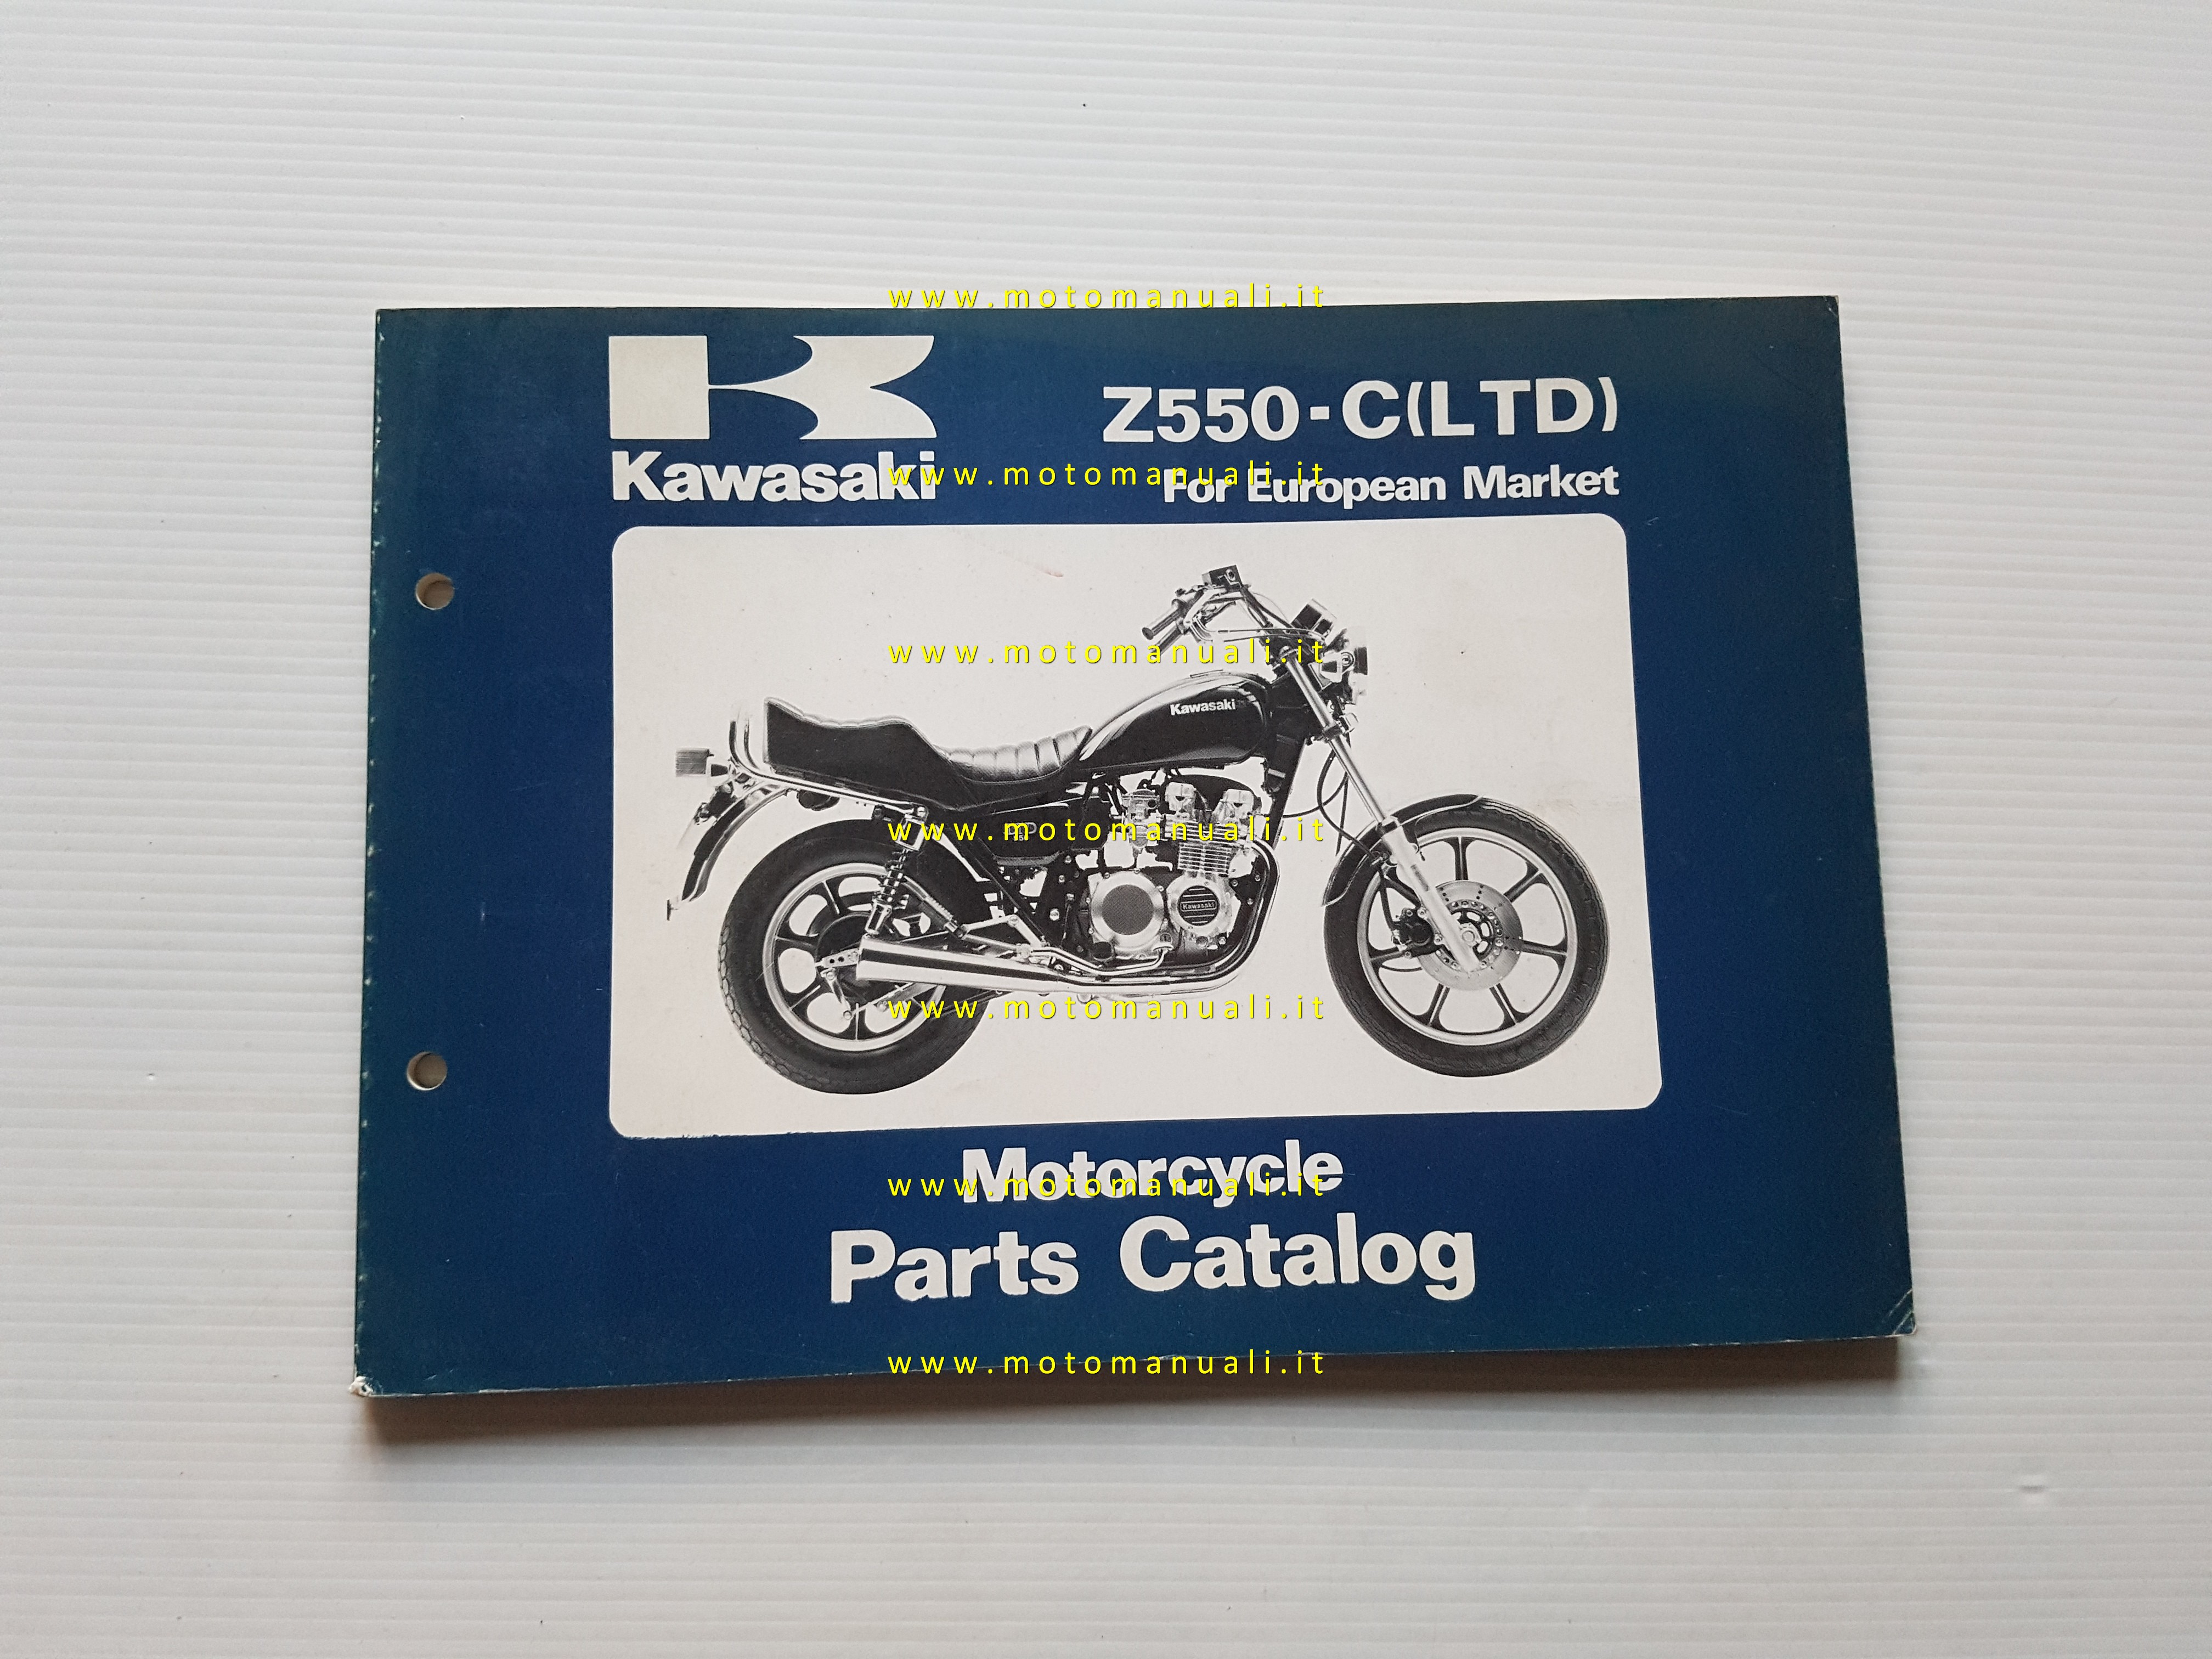 www.motomanuali.it
Z550-C(LTD)
Kawasaki
www.motomanuali.it
For European Market
www.motomanuali.it
Kawasaki
www.motomanuali.it
Kawasaki
www.motomanuali.it
Motorcycle
www.motomanuali.it
Parts Catalog
www.motomanuali.it